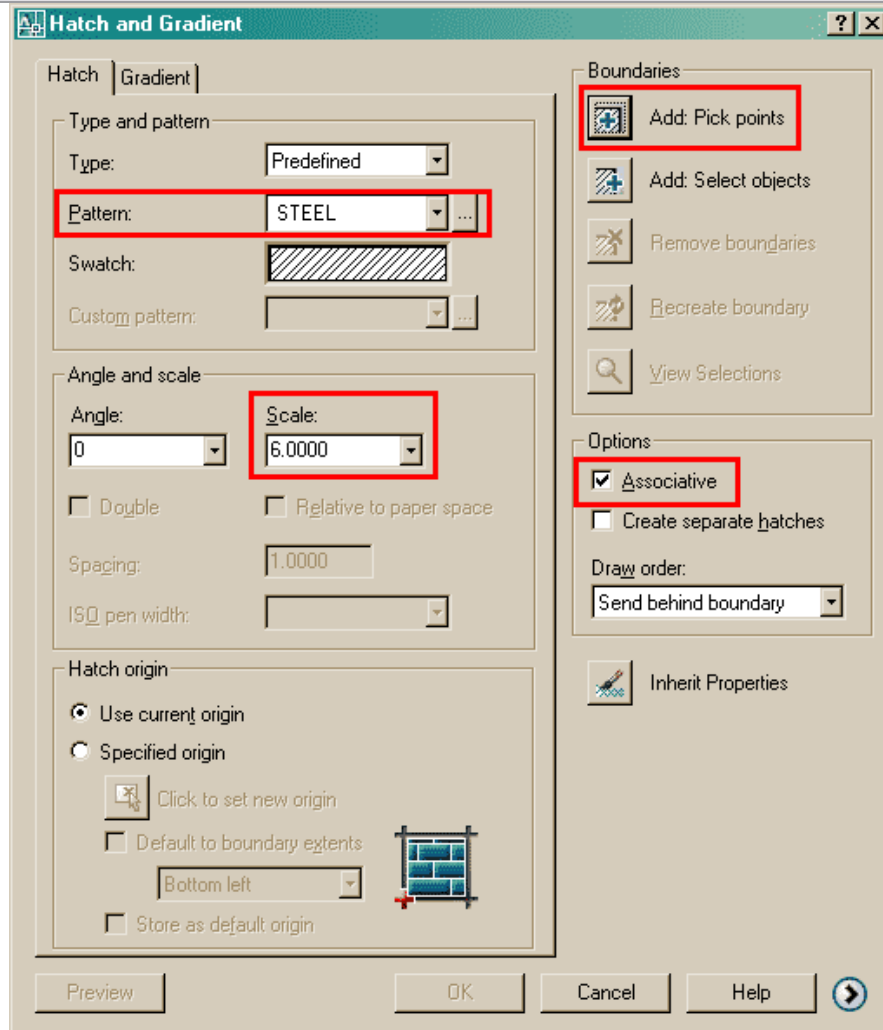 Hatch and Gradient
Hatch
Gradient
Type and pattern
Type:
Predefined
Pattern:
STEEL
...
Swatch:
Custom pattern:
...
Angle and scale
Angle:
Scale:
0
6.0000
Double
Relative to paper space
Spacing:
1.0000
ISO pen width:
Hatch origin
Use current origin
Specified origin
Click to set new origin
Default to boundary extents
Bottom left
Store as default origin
Boundaries
Add: Pick points
Add: Select objects
Remove boundaries
Recreate boundary
View Selections
Options
Associative
Create separate hatches
Draw order:
Send behind boundary
Inherit Properties
Preview
OK
Cancel
Help